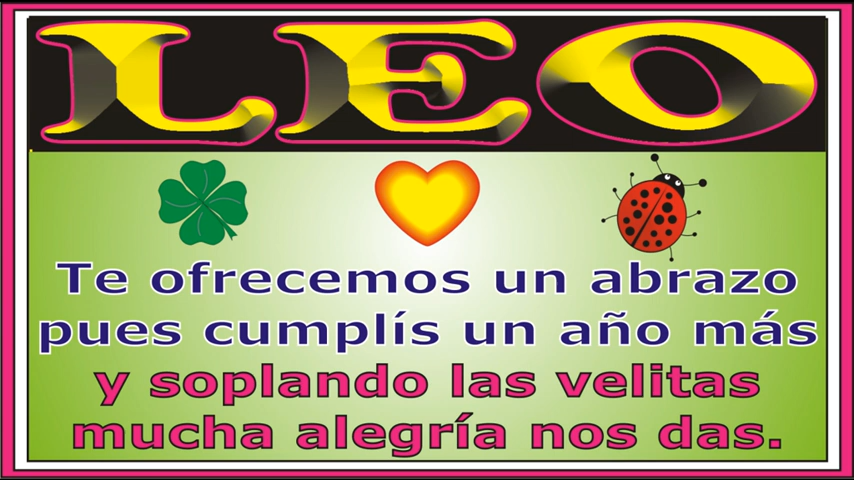 LEO
Te ofrecemos un abrazo
pues cumplís un año más
y soplando las velitas
mucha alegría nos das.